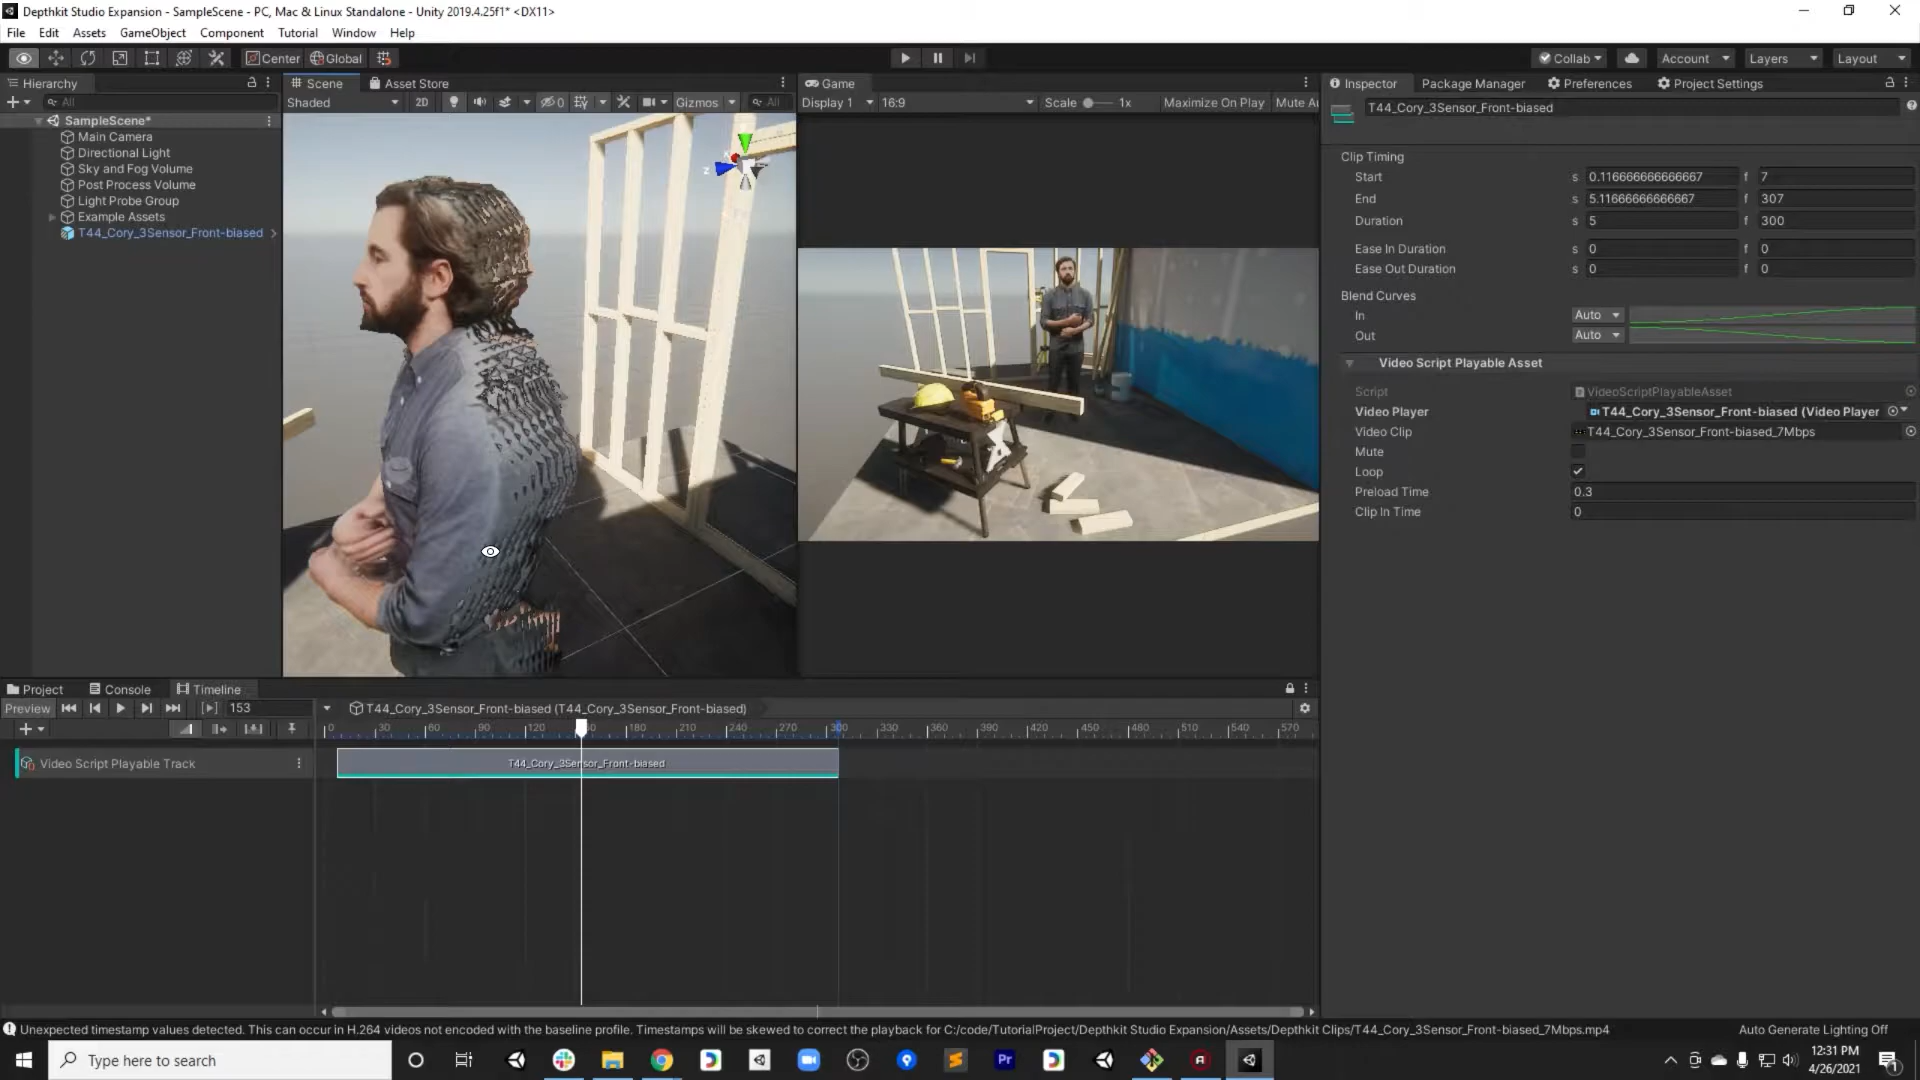 Depthkit Studio Expansion - SampleScene - PC, Mac & Linux Standalone - Unity 2019.4.25f1* <DX11>
File Edit Assets GameObject Component Tutorial Window Help
Center Global Collab Account Layers Layout
Hierarchy
All
SampleScene*
Main Camera
Directional Light
Sky and Fog Volume
Post Process Volume
Light Probe Group
Example Assets
T44_Cory_3Sensor_Front-biased
Scene Asset Store
Shaded 2D 0 Gizmos All
z
Game
Display 1 16:9 Scale 1x Maximize On Play Mute Au
Inspector Package Manager Preferences Project Settings
T44_Cory_3Sensor_Front-biased
Clip Timing
Start s 0.116666666666667 f 7
End s 5.11666666666667 f 307
Duration s 5 f 300
Ease In Duration s 0 f 0
Ease Out Duration s 0 f 0
Blend Curves
In Auto
Out Auto
Video Script Playable Asset
Script VideoScriptPlayableAsset
Video Player T44_Cory_3Sensor_Front-biased (Video Player
Video Clip T44_Cory_3Sensor_Front-biased_7Mbps
Mute
Loop
Preload Time 0.3
Clip In Time 0
Project Console Timeline
Preview 153 T44_Cory_3Sensor_Front-biased (T44_Cory_3Sensor_Front-biased)
0 30 60 90 120 180 210 240 270 300 330 360 390 420 450 480 510 540 570
Video Script Playable Track T44_Cory_3Sensor_Front-biased
Unexpected timestamp values detected. This can occur in H.264 videos not encoded with the baseline profile. Timestamps will be skewed to correct the playback for C:/code/TutorialProject/Depthkit Studio Expansion/Assets/Depthkit Clips/T44_Cory_3Sensor_Front-biased_7Mbps.mp4
Auto Generate Lighting Off
Type here to search
Pr
12:31 PM
4/26/2021
1